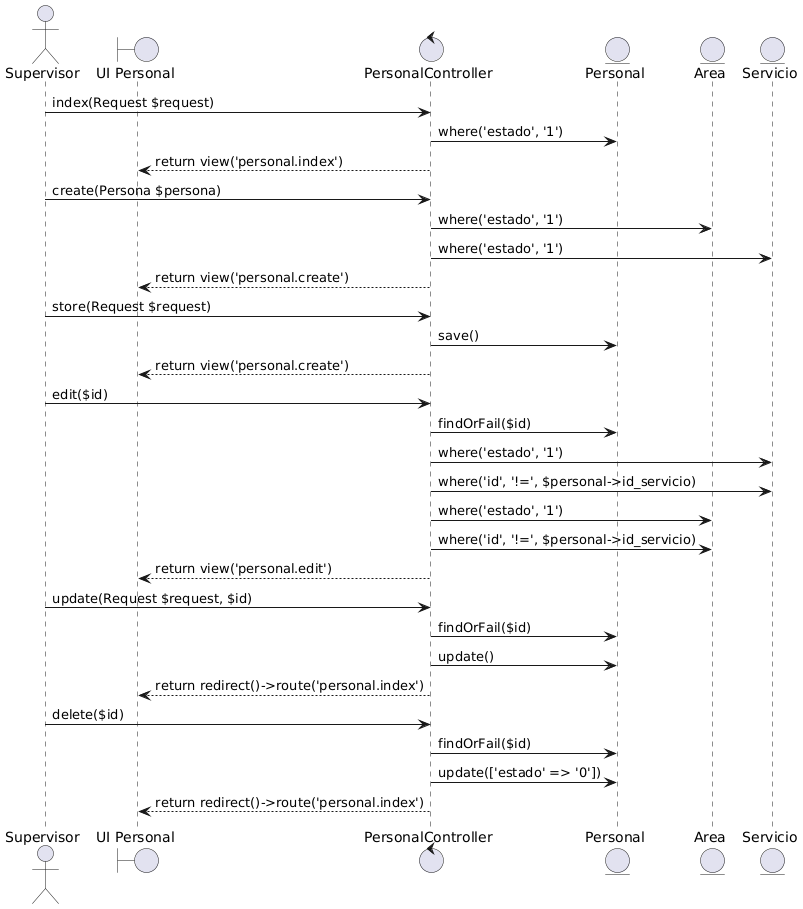 Supervisor UI Personal PersonalController Personal Area Servicio
index(Request $request)
where('estado', '1')
return view('personal.index')
create(Persona $persona)
where('estado', '1')
where('estado', '1')
return view('personal.create')
store(Request $request)
save()
return view('personal.create')
edit($id)
findOrFail($id)
where('estado', '1')
where('id', '!=', $personal->id_servicio)
where('estado', '1')
where('id', '!=', $personal->id_servicio)
return view('personal.edit')
update(Request $request, $id)
findOrFail($id)
update()
return redirect()->route('personal.index')
delete($id)
findOrFail($id)
update(['estado' => '0'])
return redirect()->route('personal.index')
Supervisor UI Personal PersonalController Personal Area Servicio